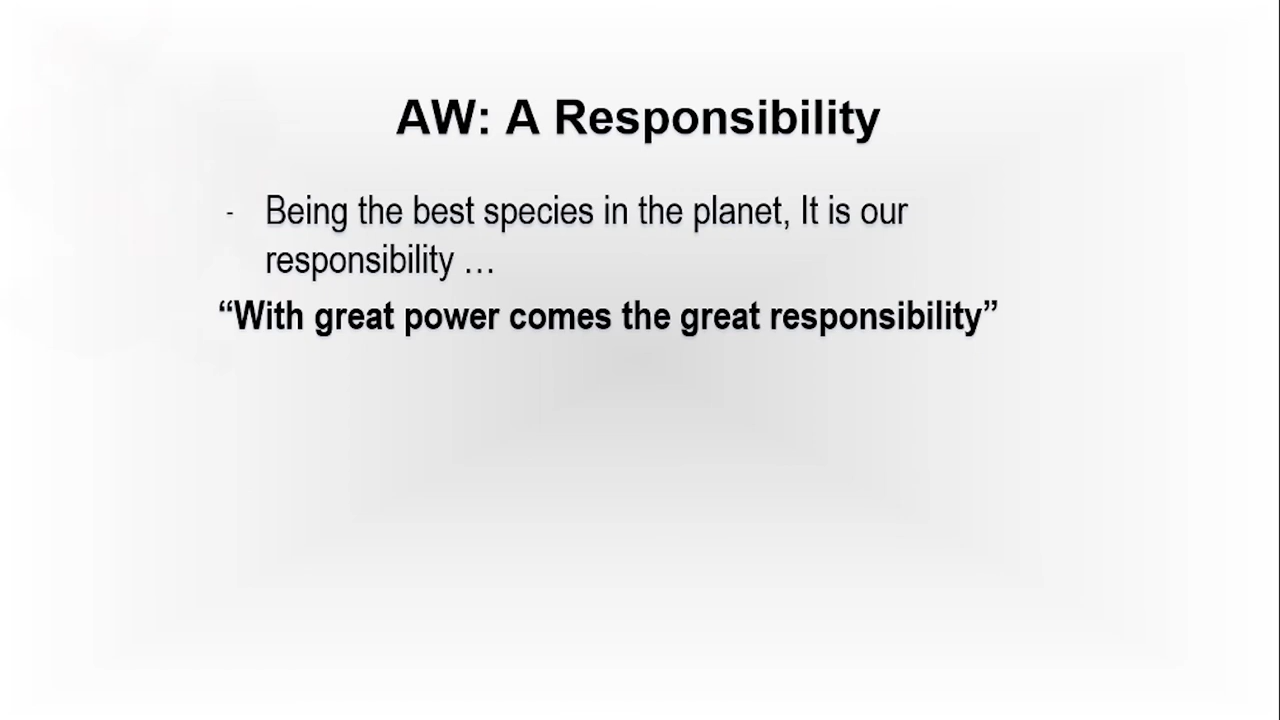 AW: A Responsibility
- Being the best species in the planet, It is our
responsibility …
“With great power comes the great responsibility”